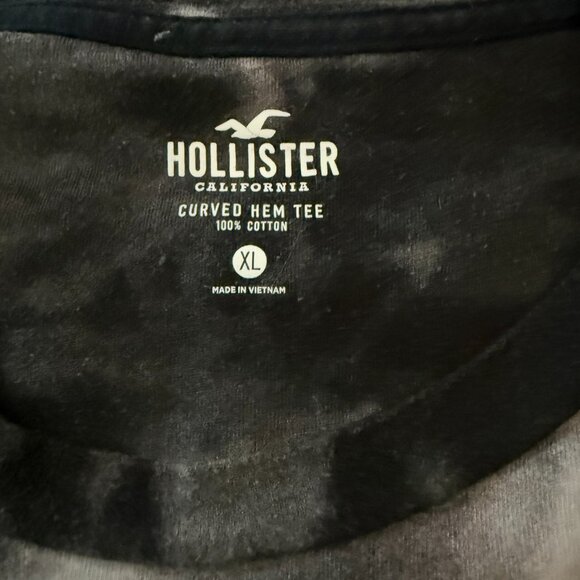 HOLLISTER
CALIFORNIA
CURVED HEM TEE
100% COTTON
XL
MADE IN VIETNAM